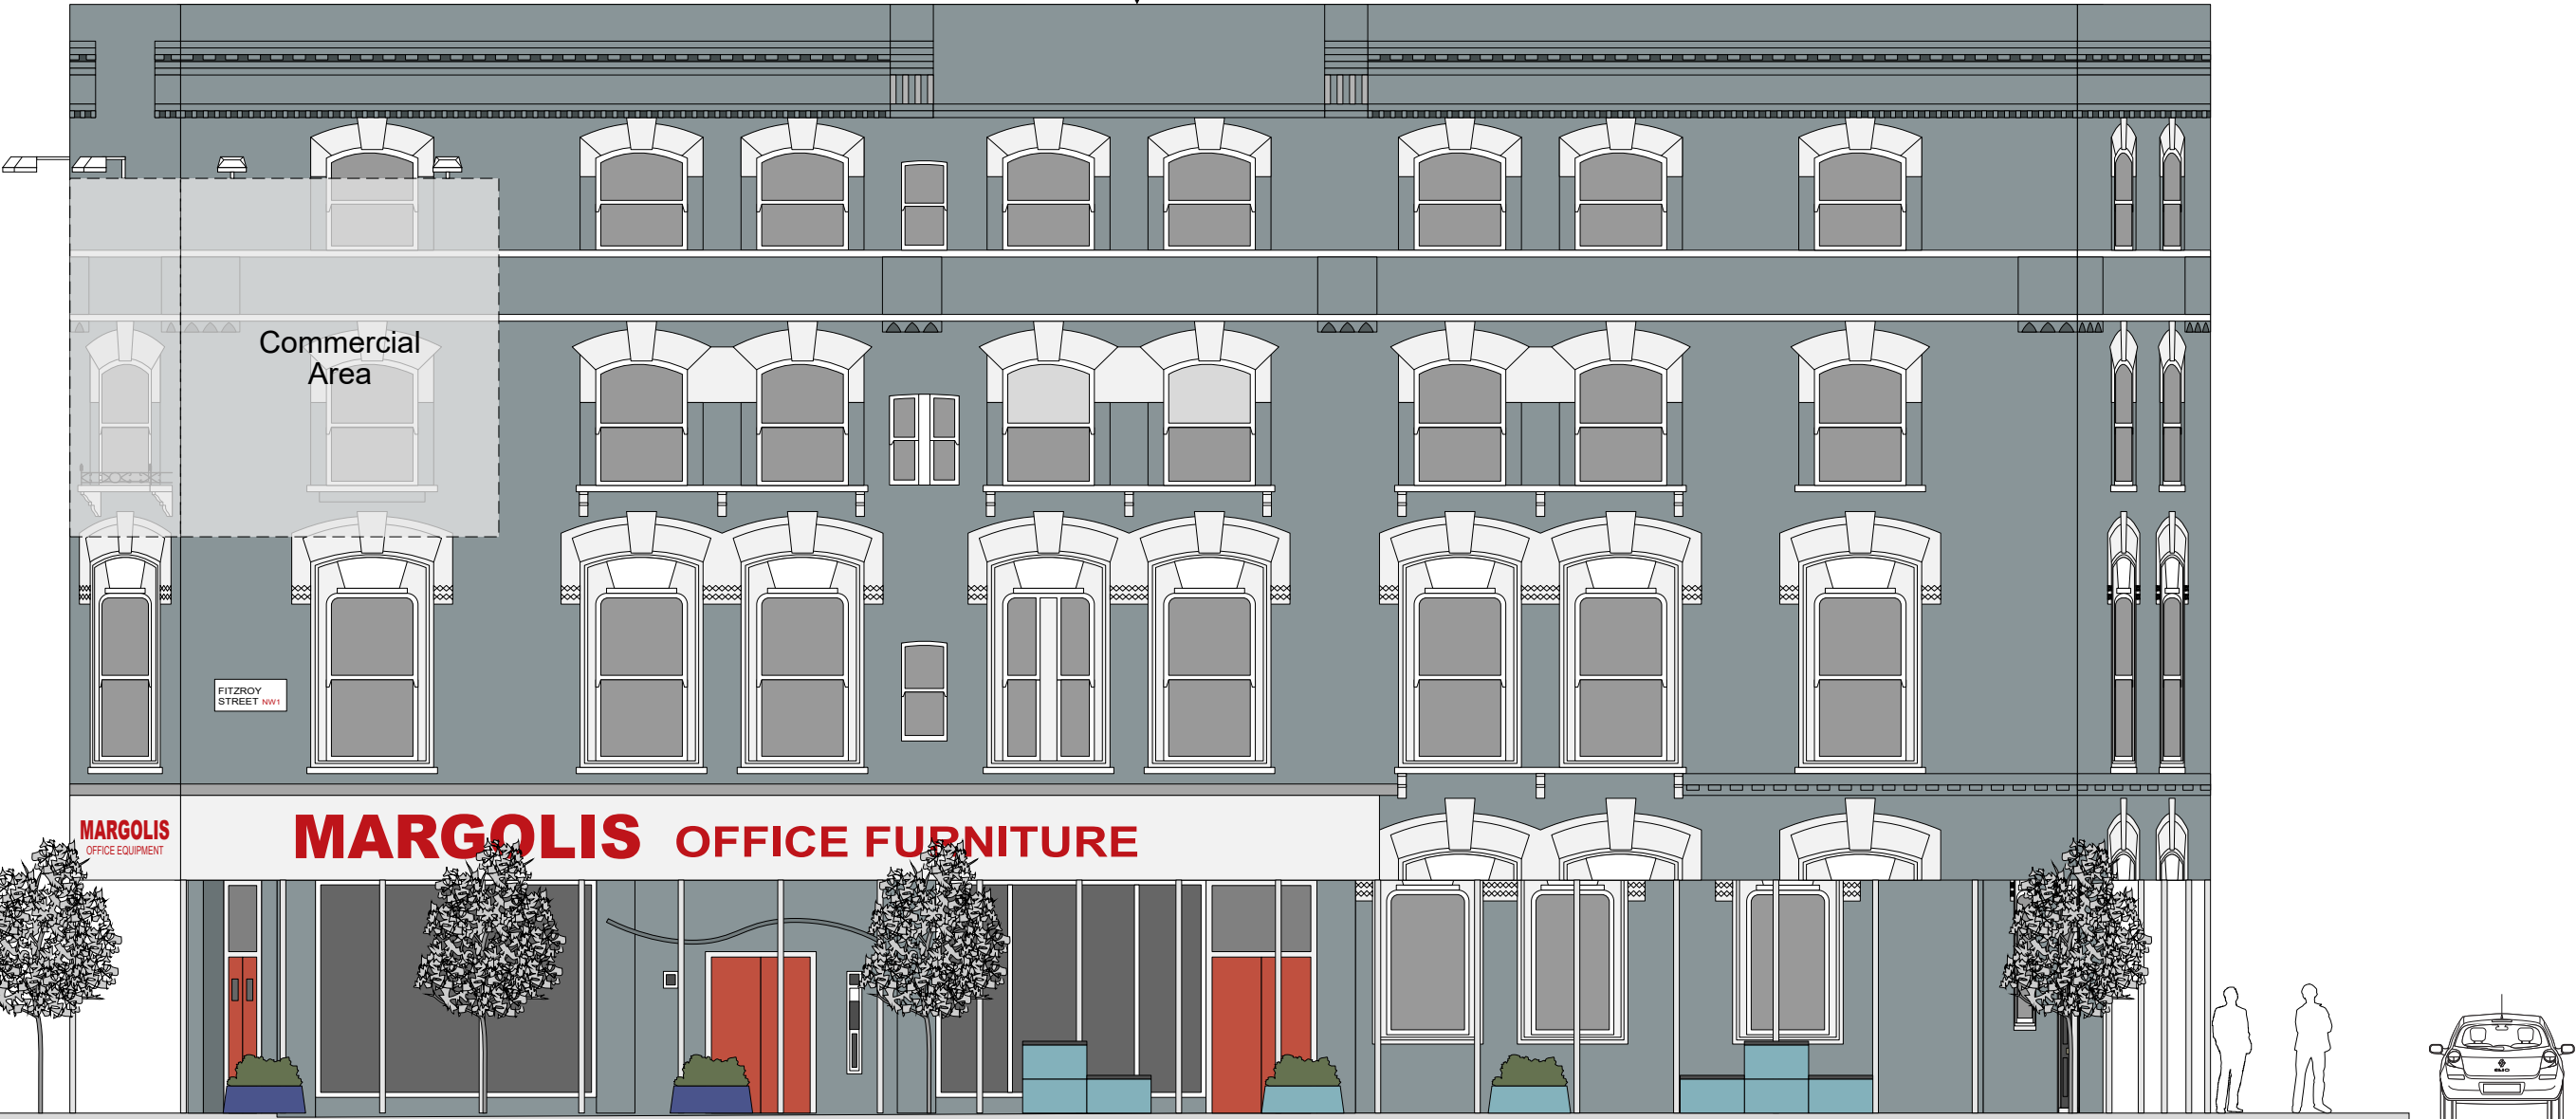 Commercial
Area
FITZROY
STREET NW1
MARGOLIS
OFFICE EQUIPMENT
MARGOLIS OFFICE FURNITURE